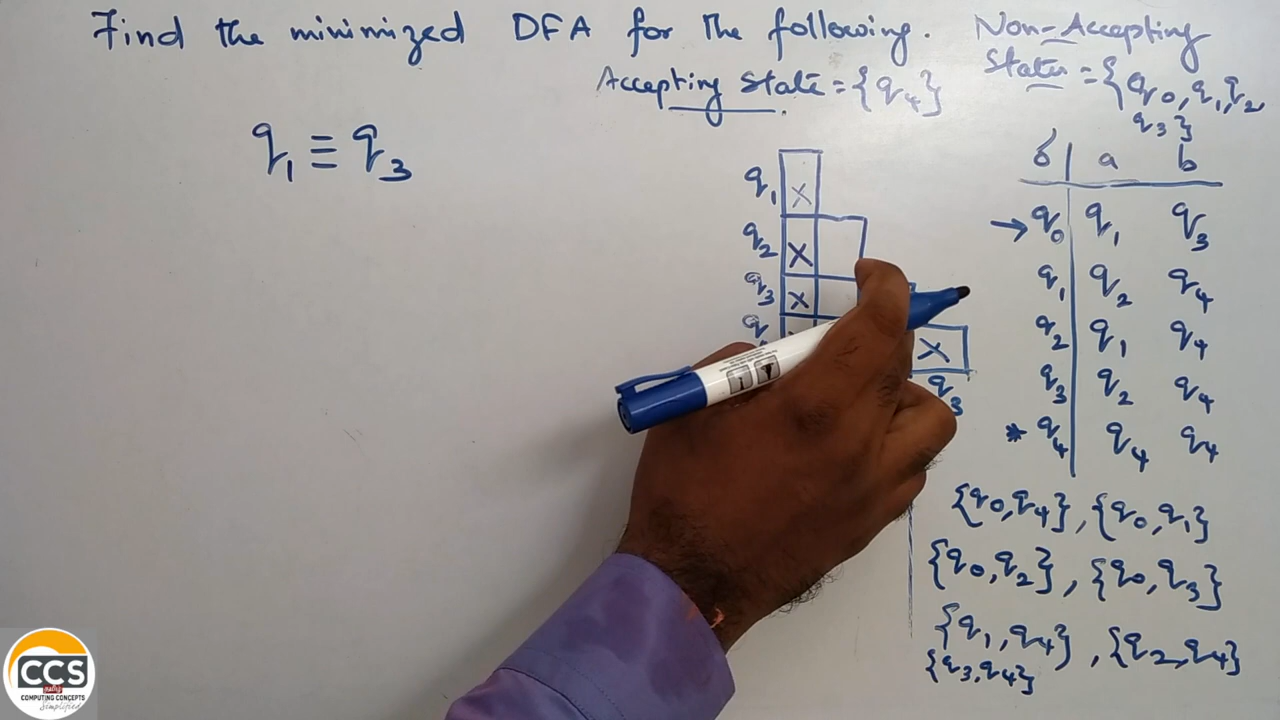 Find the minimized DFA for the following. Non-Accepting
Accepting State = {q4} States = {q0, q1, q2
q3}
q1 ≡ q3
δ | a b
q1 X
→ q0 q1 q3
q2 X
q1 q2 q4
q3 X
q2 q1 q4
X
q3 q2 q4
q3
* q4 q4 q4
{q0, q4}, {q0, q1}
{q0, q2}, {q0, q3}
{q1, q4}, {q2, q4}
{q3, q4}
CCS
COMPUTING CONCEPTS
Simplified